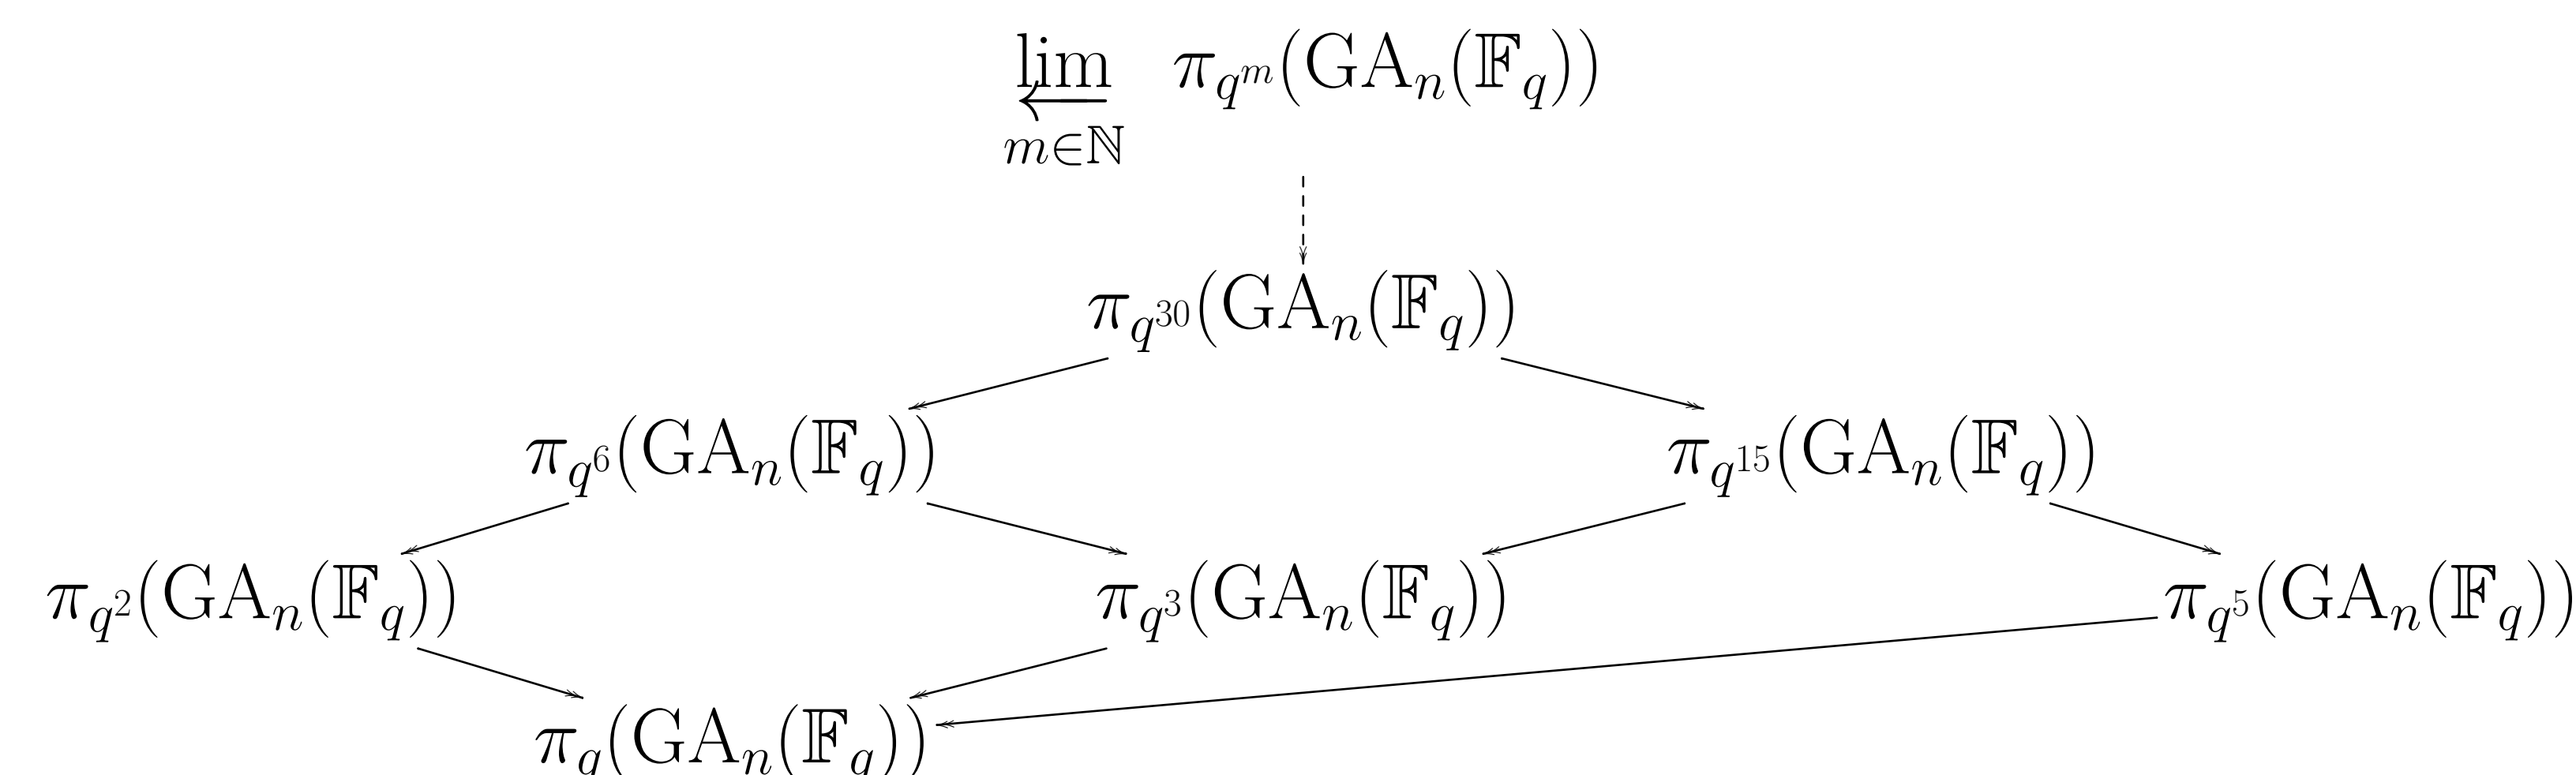 lim π_{q^m}(GA_n(𝔽_q))
←
m∈ℕ
π_{q^{30}}(GA_n(𝔽_q))
π_{q^6}(GA_n(𝔽_q)) π_{q^{15}}(GA_n(𝔽_q))
π_{q^2}(GA_n(𝔽_q)) π_{q^3}(GA_n(𝔽_q)) π_{q^5}(GA_n(𝔽_q))
π_q(GA_n(𝔽_q))